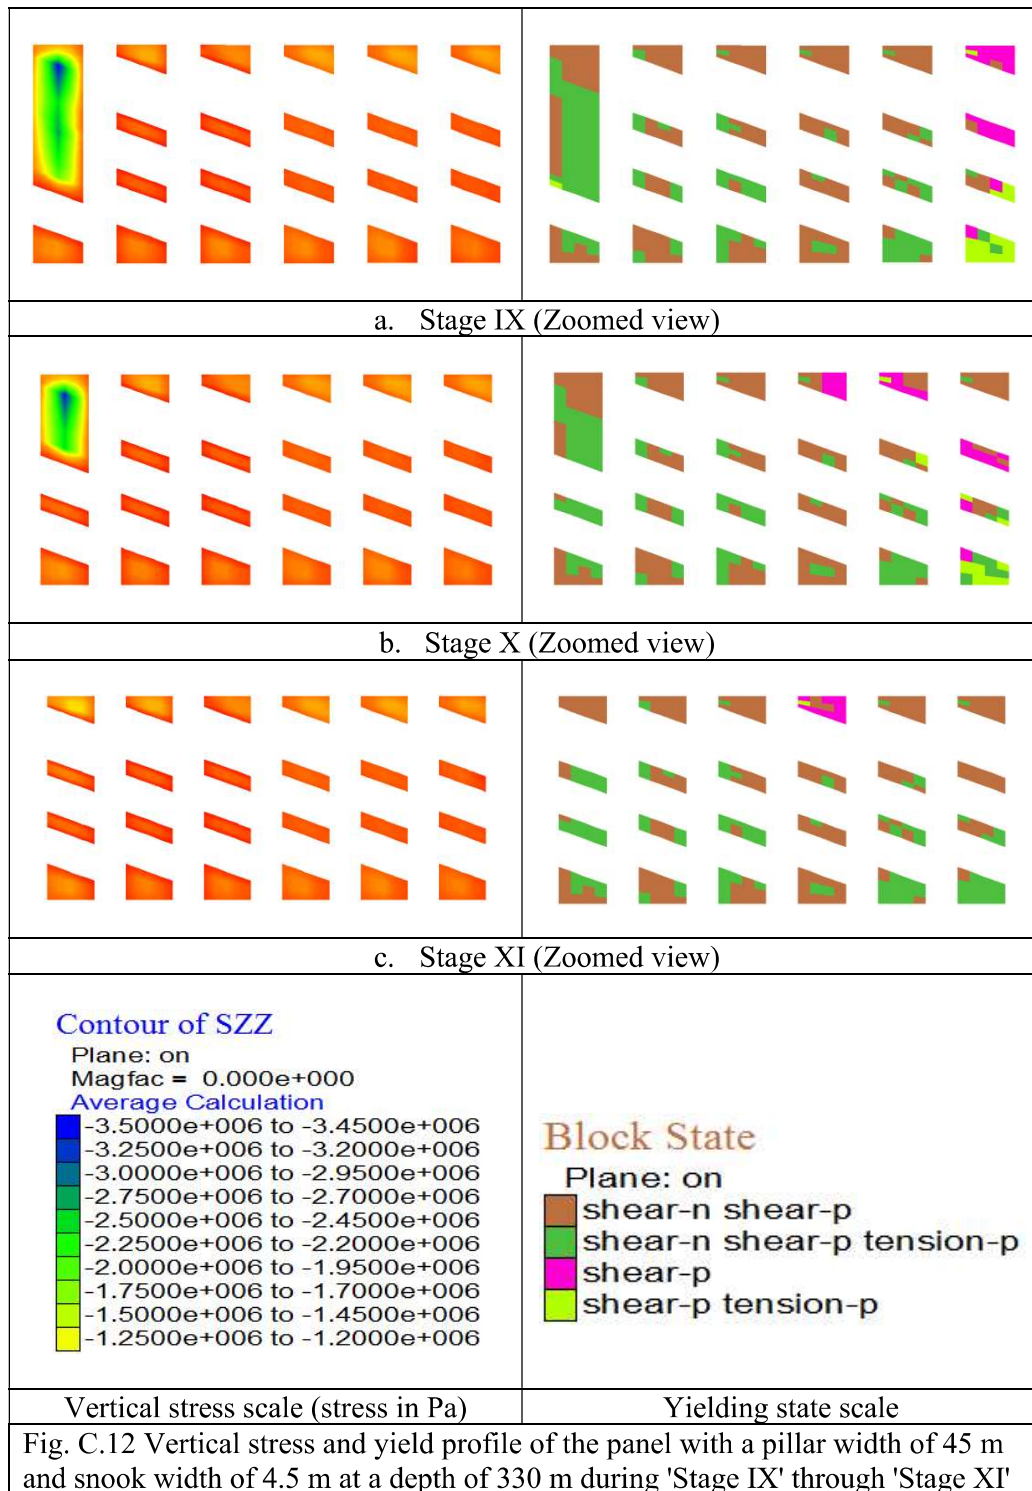 a. Stage IX (Zoomed view)
b. Stage X (Zoomed view)
c. Stage XI (Zoomed view)
Contour of SZZ
Plane: on
Magfac = 0.000e+000
Average Calculation
-3.5000e+006 to -3.4500e+006
-3.2500e+006 to -3.2000e+006
-3.0000e+006 to -2.9500e+006
-2.7500e+006 to -2.7000e+006
-2.5000e+006 to -2.4500e+006
-2.2500e+006 to -2.2000e+006
-2.0000e+006 to -1.9500e+006
-1.7500e+006 to -1.7000e+006
-1.5000e+006 to -1.4500e+006
-1.2500e+006 to -1.2000e+006
Block State
Plane: on
shear-n shear-p
shear-n shear-p tension-p
shear-p
shear-p tension-p
Vertical stress scale (stress in Pa)
Yielding state scale
Fig. C.12 Vertical stress and yield profile of the panel with a pillar width of 45 m
and snook width of 4.5 m at a depth of 330 m during 'Stage IX' through 'Stage XI'